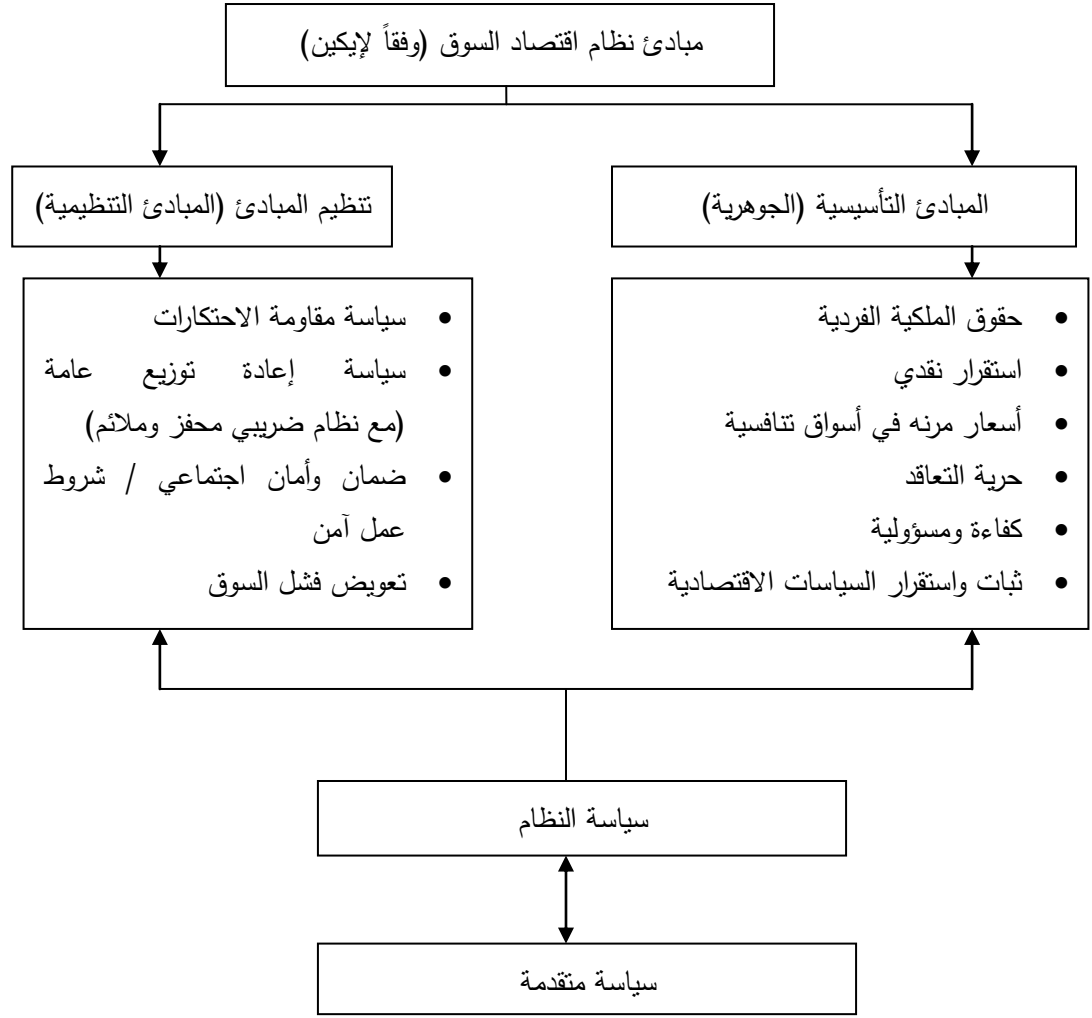 مبادئ نظام اقتصاد السوق (وفقاً لإيكين)
المبادئ التأسيسية (الجوهرية)
تنظيم المبادئ (المبادئ التنظيمية)
• حقوق الملكية الفردية
• استقرار نقدي
• أسعار مرنه في أسواق تنافسية
• حرية التعاقد
• كفاءة ومسؤولية
• ثبات واستقرار السياسات الاقتصادية
• سياسة مقاومة الاحتكارات
• سياسة إعادة توزيع عامة
(مع نظام ضريبي محفز وملائم)
• ضمان وأمان اجتماعي / شروط
عمل آمن
• تعويض فشل السوق
سياسة النظام
سياسة متقدمة